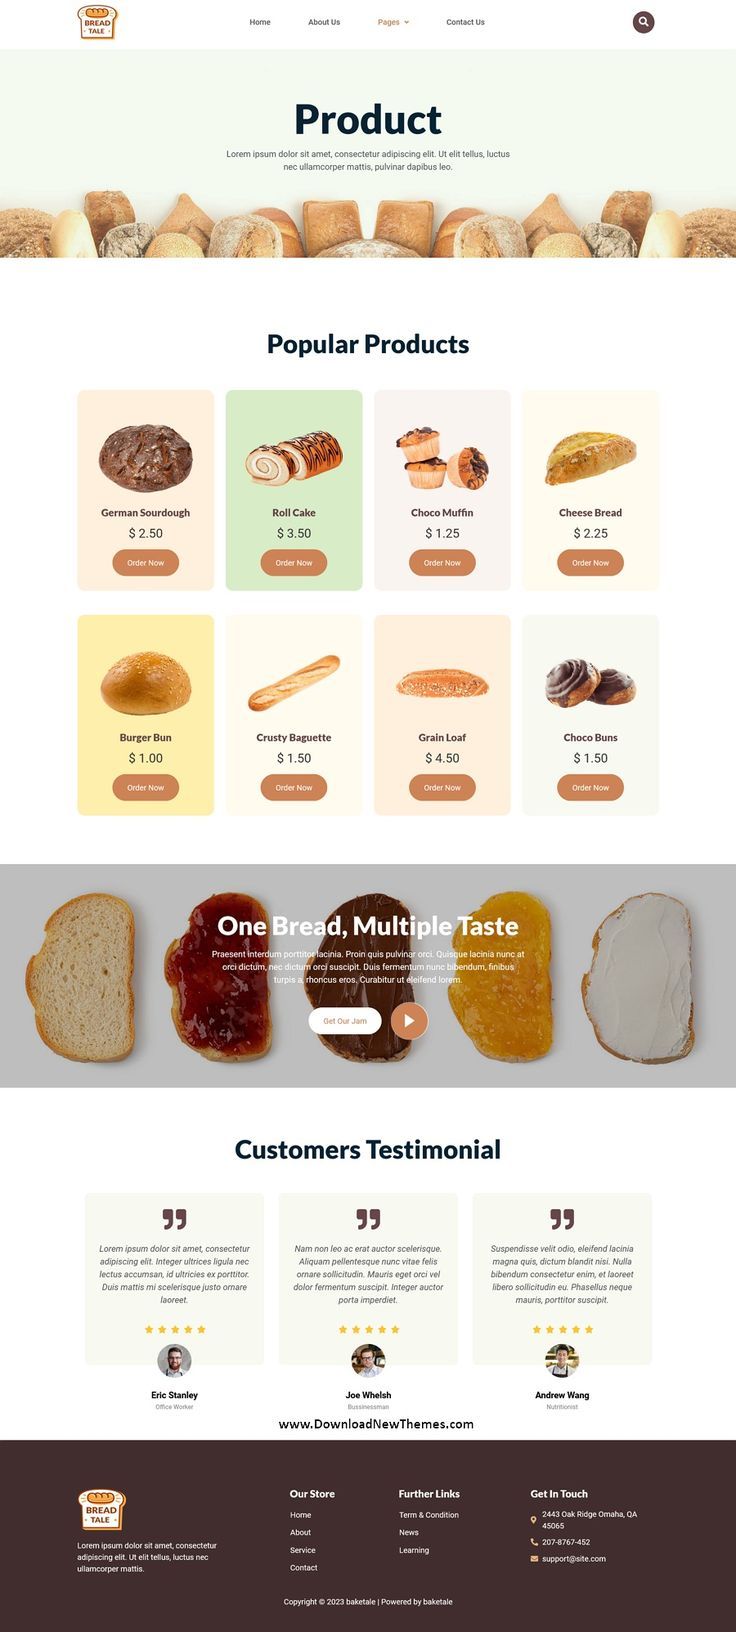 BREAD
TALE
Home
About Us
Pages
Contact Us
Product
Lorem ipsum dolor sit amet, consectetur adipiscing elit. Ut elit tellus, luctus
nec ullamcorper mattis, pulvinar dapibus leo.
Popular Products
German Sourdough
$ 2.50
Order Now
Roll Cake
$ 3.50
Order Now
Choco Muffin
$ 1.25
Order Now
Cheese Bread
$ 2.25
Order Now
Burger Bun
$ 1.00
Order Now
Crusty Baguette
$ 1.50
Order Now
Grain Loaf
$ 4.50
Order Now
Choco Buns
$ 1.50
Order Now
One Bread, Multiple Taste
Praesent interdum porttitor lacinia. Proin quis pulvinar orci. Quisque lacinia nunc at
orci dictum, nec dictum orci suscipit. Duis fermentum nunc bibendum, finibus
turpis a, rhoncus eros. Curabitur ut eleifend lorem.
Get Our Jam
Customers Testimonial
Lorem ipsum dolor sit amet, consectetur
adipiscing elit. Integer ultrices ligula nec
lectus accumsan, id ultricies ex porttitor.
Duis mattis mi scelerisque justo ornare
laoreet.
Eric Stanley
Office Worker
Nam non leo ac erat auctor scelerisque.
Aliquam pellentesque nunc vitae felis
ornare sollicitudin. Mauris eget orci vel
dolor fermentum suscipit. Integer auctor
porta imperdiet.
Joe Whelsh
Bussinessman
Suspendisse velit odio, eleifend lacinia
magna quis, dictum blandit nisi. Nulla
bibendum consectetur enim, et laoreet
libero sollicitudin eu. Phasellus neque
mauris, porttitor suscipit.
Andrew Wang
Nutritionist
www.DownloadNewThemes.com
BREAD
TALE
Lorem ipsum dolor sit amet, consectetur
adipiscing elit. Ut elit tellus, luctus nec
ullamcorper mattis.
Our Store
Home
About
Service
Contact
Further Links
Term & Condition
News
Learning
Get In Touch
2443 Oak Ridge Omaha, QA
45065
207-8767-452
support@site.com
Copyright © 2023 baketale | Powered by baketale